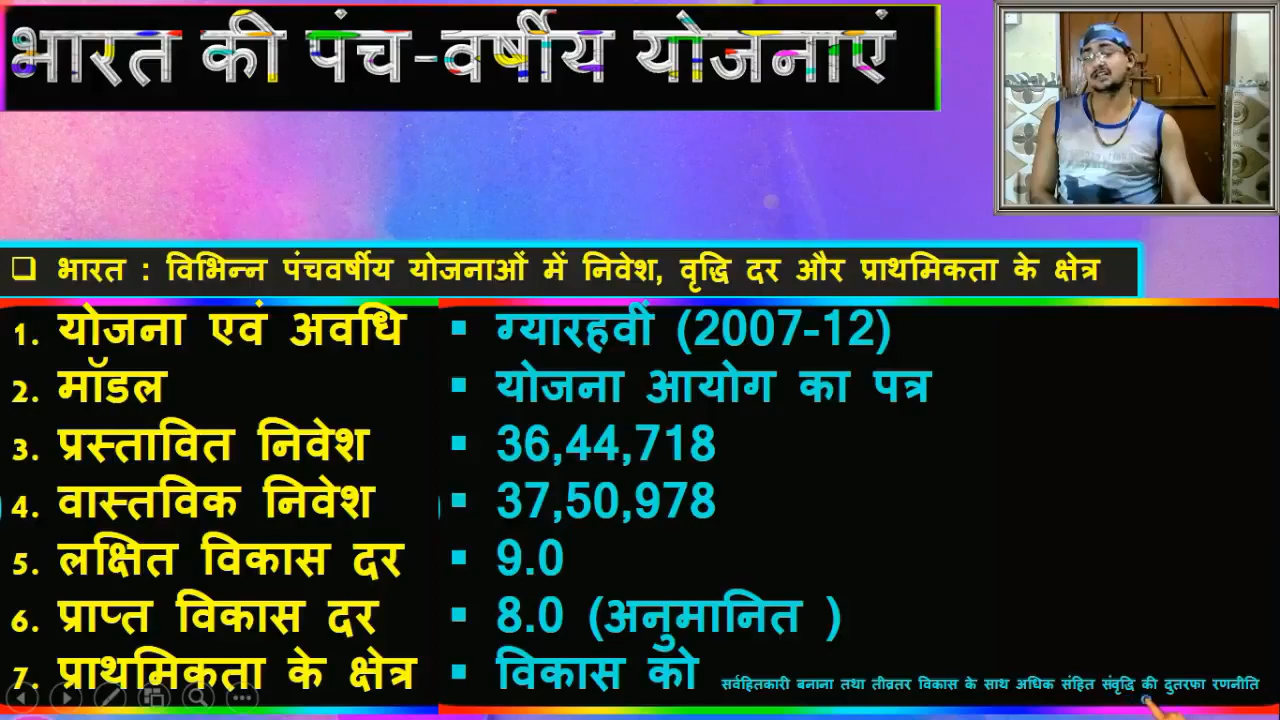 भारत की पंच-वर्षीय योजनाएं
❑ भारत : विभिन्न पंचवर्षीय योजनाओं में निवेश, वृद्धि दर और प्राथमिकता के क्षेत्र
1. योजना एवं अवधि
▪ ग्यारहवीं (2007-12)
2. मॉडल
▪ योजना आयोग का पत्र
3. प्रस्तावित निवेश
▪ 36,44,718
4. वास्तविक निवेश
▪ 37,50,978
5. लक्षित विकास दर
▪ 9.0
6. प्राप्त विकास दर
▪ 8.0 (अनुमानित )
7. प्राथमिकता के क्षेत्र
▪ विकास को सर्वहितकारी बनाना तथा तीव्रतर विकास के साथ अधिक संहित संवृद्धि की दुतरफा रणनीति